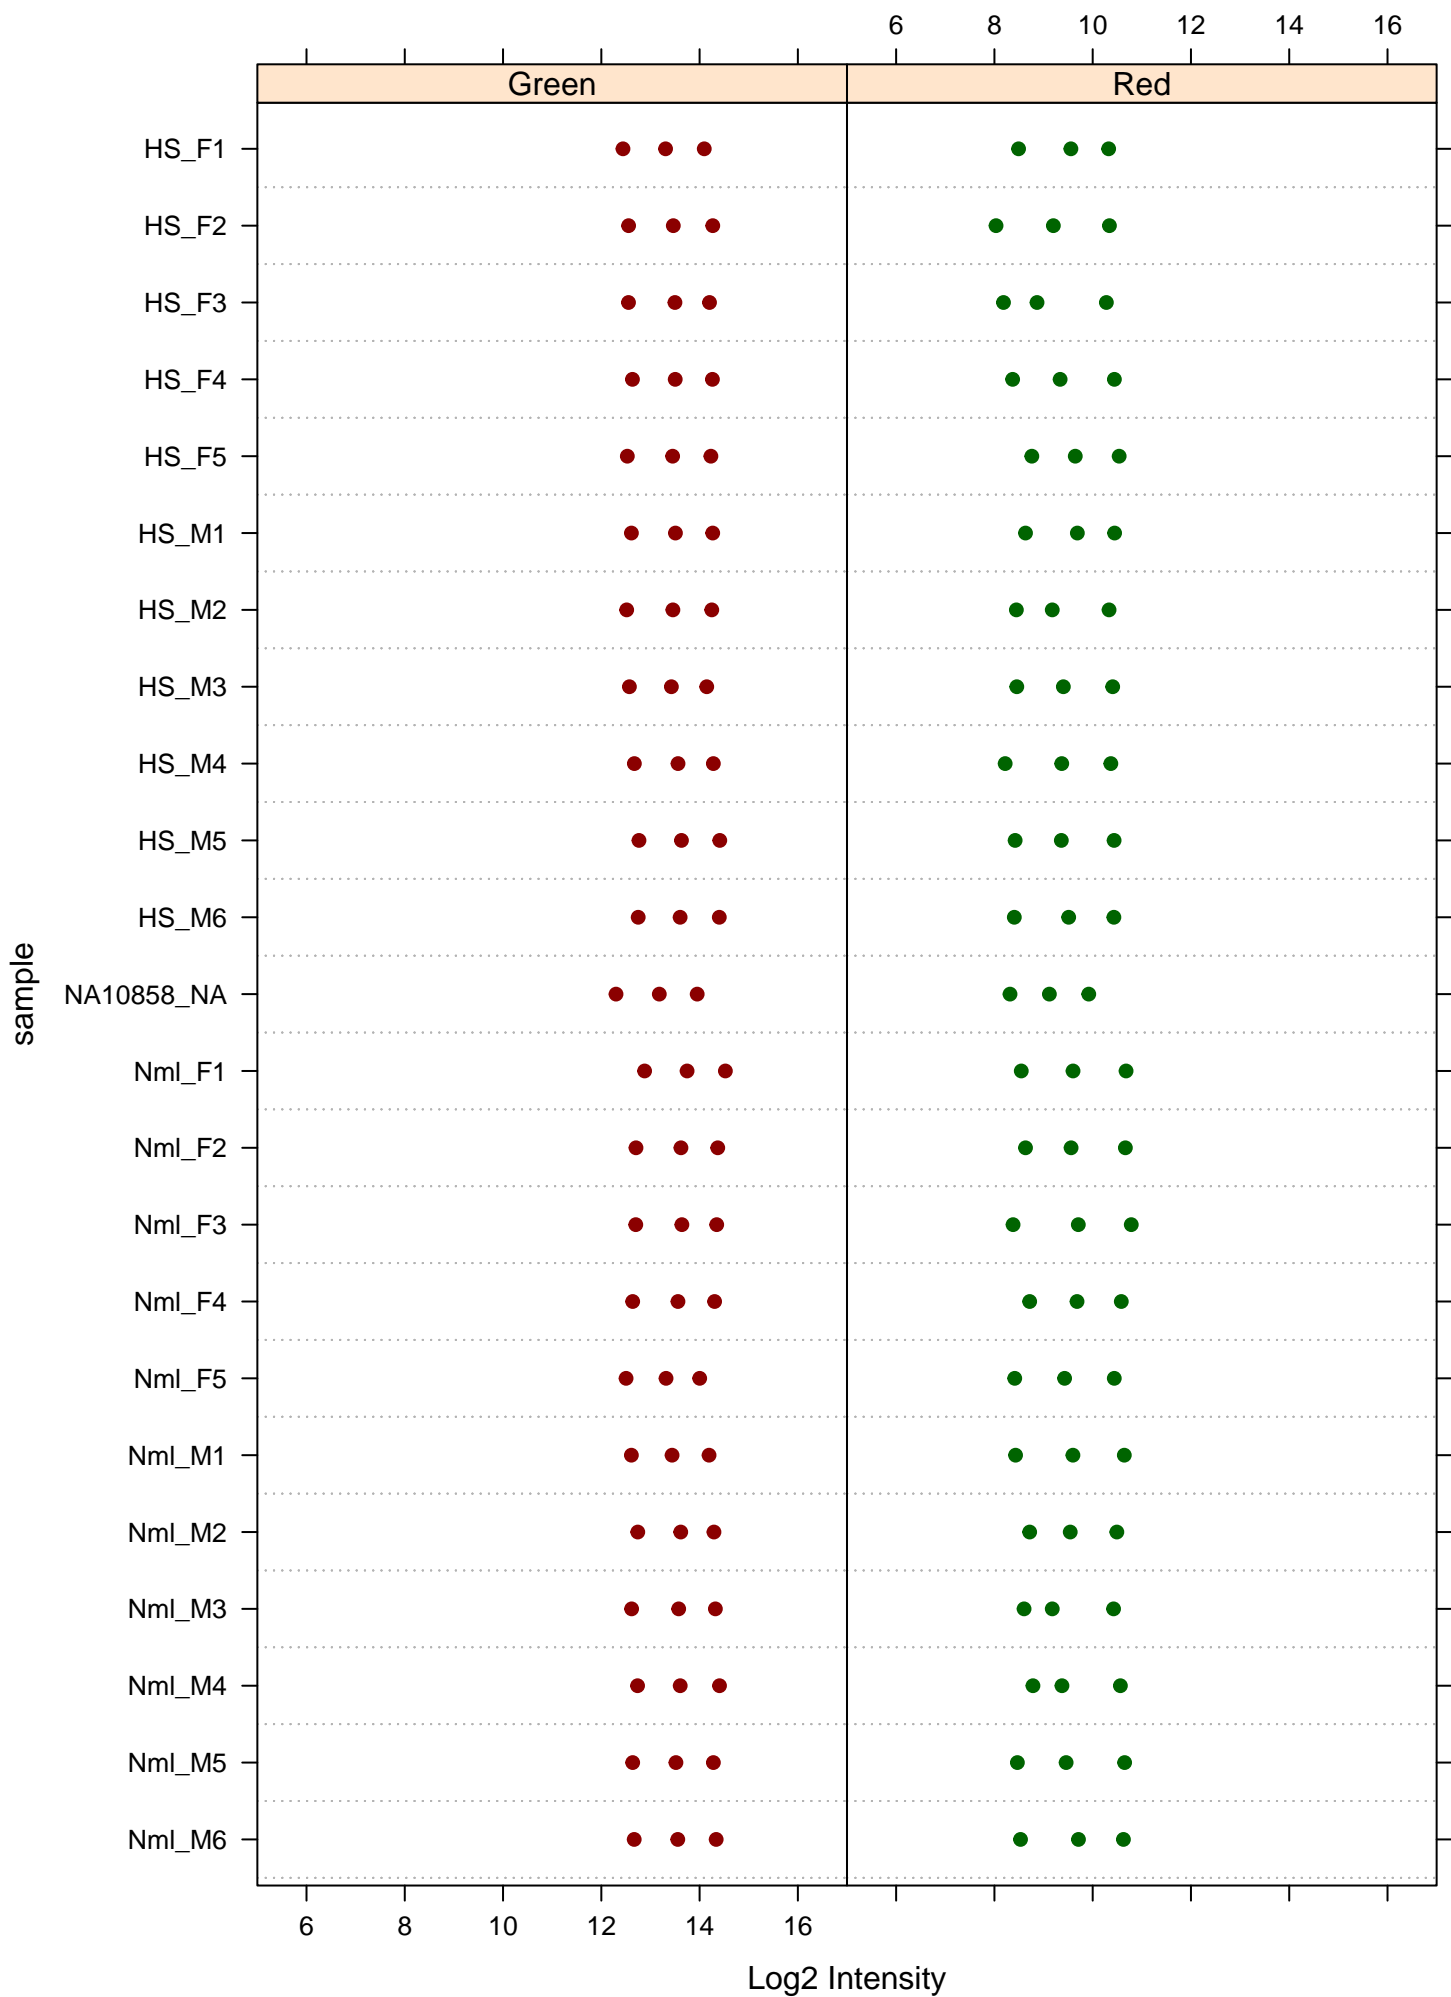 6 8 10 12 14 16
Green Red
HS_F1
HS_F2
HS_F3
HS_F4
HS_F5
HS_M1
HS_M2
HS_M3
HS_M4
HS_M5
HS_M6
NA10858_NA
Nml_F1
Nml_F2
Nml_F3
Nml_F4
Nml_F5
Nml_M1
Nml_M2
Nml_M3
Nml_M4
Nml_M5
Nml_M6
sample
6 8 10 12 14 16
Log2 Intensity